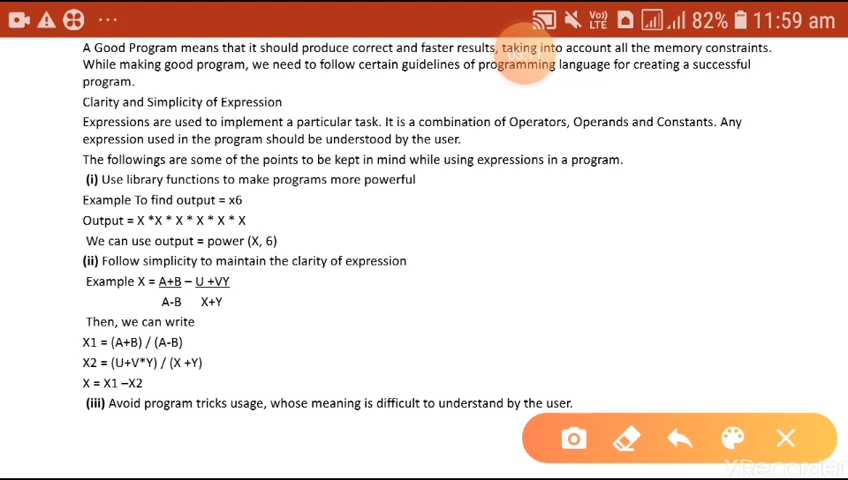 Vo) LTE 82% 11:59 am
A Good Program means that it should produce correct and faster results, taking into account all the memory constraints.
While making good program, we need to follow certain guidelines of programming language for creating a successful
program.
Clarity and Simplicity of Expression
Expressions are used to implement a particular task. It is a combination of Operators, Operands and Constants. Any
expression used in the program should be understood by the user.
The followings are some of the points to be kept in mind while using expressions in a program.
(i) Use library functions to make programs more powerful
Example To find output = x6
Output = X *X * X * X * X * X
We can use output = power (X, 6)
(ii) Follow simplicity to maintain the clarity of expression
Example X = A+B – U +VY
A-B X+Y
Then, we can write
X1 = (A+B) / (A-B)
X2 = (U+V*Y) / (X +Y)
X = X1 –X2
(iii) Avoid program tricks usage, whose meaning is difficult to understand by the user.
XRecorder